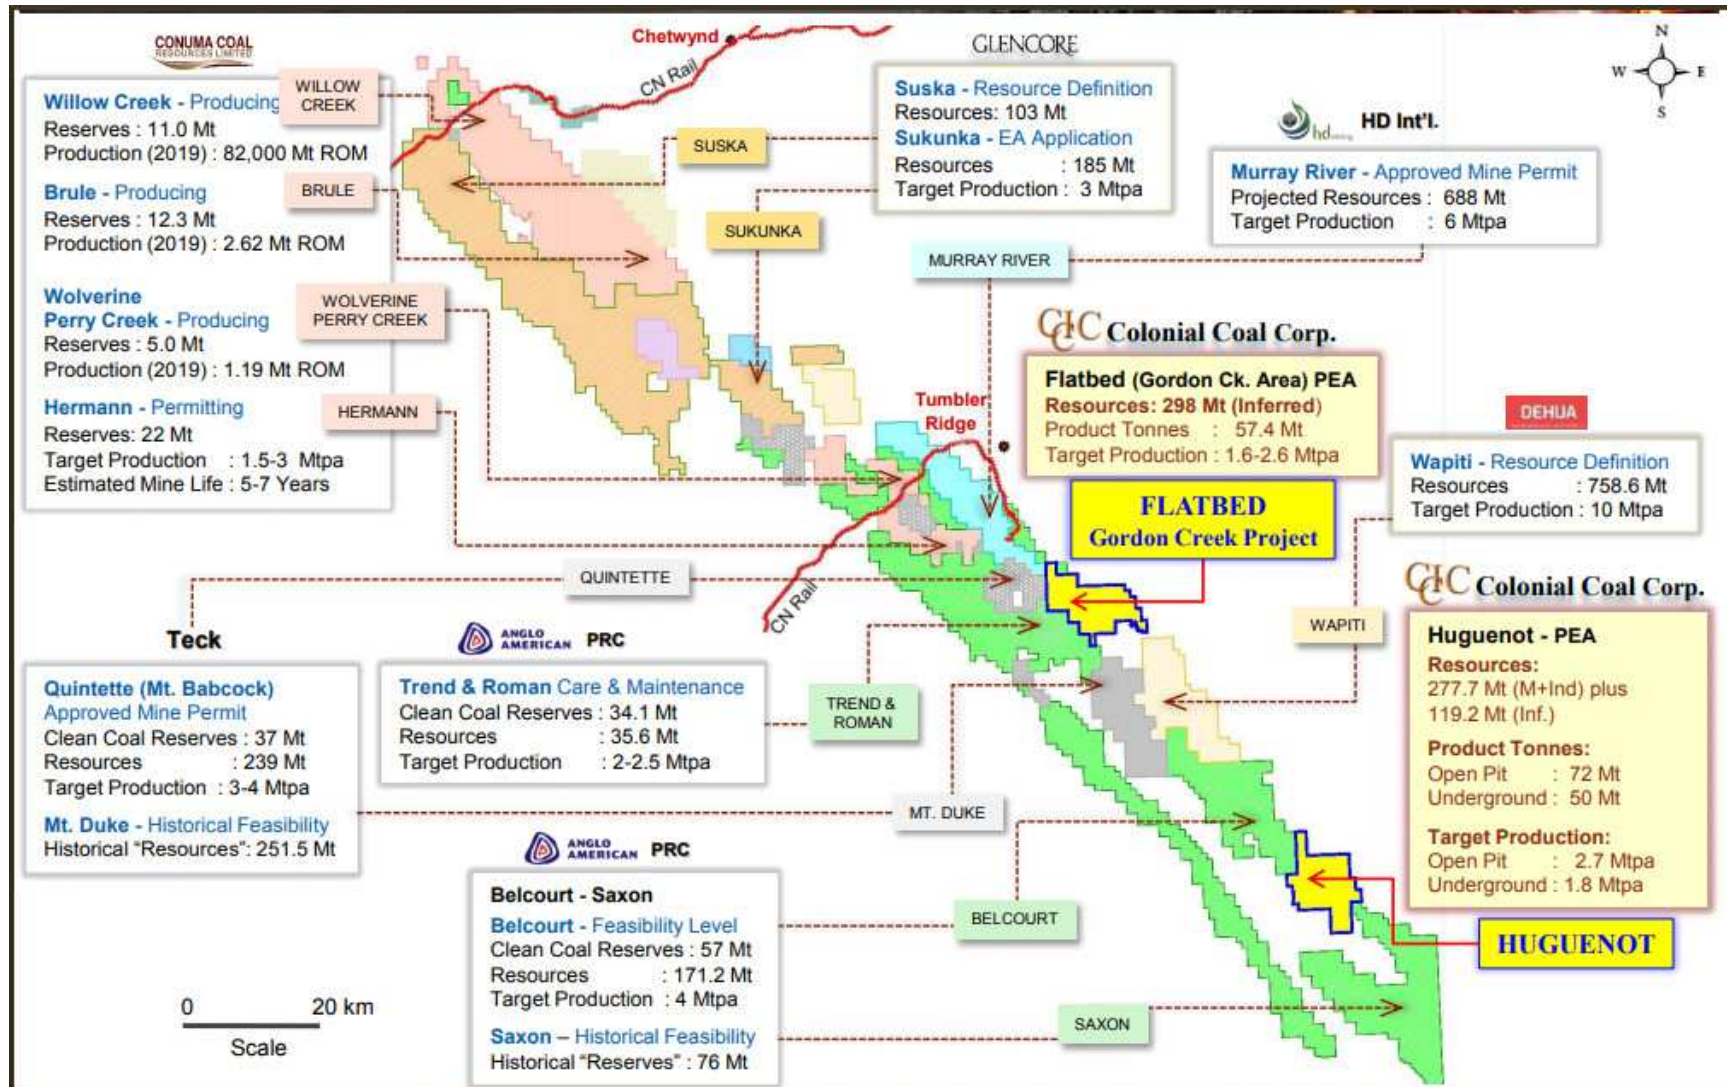 CONUMA COAL
RESOURCES LIMITED
Willow Creek - Producing
Reserves : 11.0 Mt
Production (2019) : 82,000 Mt ROM
Brule - Producing
Reserves : 12.3 Mt
Production (2019) : 2.62 Mt ROM
Wolverine
Perry Creek - Producing
Reserves : 5.0 Mt
Production (2019) : 1.19 Mt ROM
Hermann - Permitting
Reserves: 22 Mt
Target Production : 1.5-3 Mtpa
Estimated Mine Life : 5-7 Years
WILLOW
CREEK
BRULE
WOLVERINE
PERRY CREEK
HERMANN
Chetwynd
CN Rail
SUSKA
SUKUNKA
GLENCORE
Suska - Resource Definition
Resources: 103 Mt
Sukunka - EA Application
Resources : 185 Mt
Target Production : 3 Mtpa
N
W E
S
hd
HD Int'l.
Murray River - Approved Mine Permit
Projected Resources : 688 Mt
Target Production : 6 Mtpa
MURRAY RIVER
CCIC Colonial Coal Corp.
Flatbed (Gordon Ck. Area) PEA
Resources: 298 Mt (Inferred)
Product Tonnes : 57.4 Mt
Target Production : 1.6-2.6 Mtpa
Tumbler
Ridge
FLATBED
Gordon Creek Project
DEHUA
Wapiti - Resource Definition
Resources : 758.6 Mt
Target Production : 10 Mtpa
WAPITI
CCIC Colonial Coal Corp.
Huguenot - PEA
Resources:
277.7 Mt (M+Ind) plus
119.2 Mt (Inf.)
Product Tonnes:
Open Pit : 72 Mt
Underground : 50 Mt
Target Production:
Open Pit : 2.7 Mtpa
Underground : 1.8 Mtpa
HUGUENOT
QUINTETTE
CN Rail
Teck
Quintette (Mt. Babcock)
Approved Mine Permit
Clean Coal Reserves : 37 Mt
Resources : 239 Mt
Target Production : 3-4 Mtpa
Mt. Duke - Historical Feasibility
Historical "Resources": 251.5 Mt
ANGLO
AMERICAN PRC
Trend & Roman Care & Maintenance
Clean Coal Reserves : 34.1 Mt
Resources : 35.6 Mt
Target Production : 2-2.5 Mtpa
TREND &
ROMAN
MT. DUKE
ANGLO
AMERICAN PRC
Belcourt - Saxon
Belcourt - Feasibility Level
Clean Coal Reserves : 57 Mt
Resources : 171.2 Mt
Target Production : 4 Mtpa
Saxon – Historical Feasibility
Historical "Reserves" : 76 Mt
BELCOURT
SAXON
0 20 km
Scale